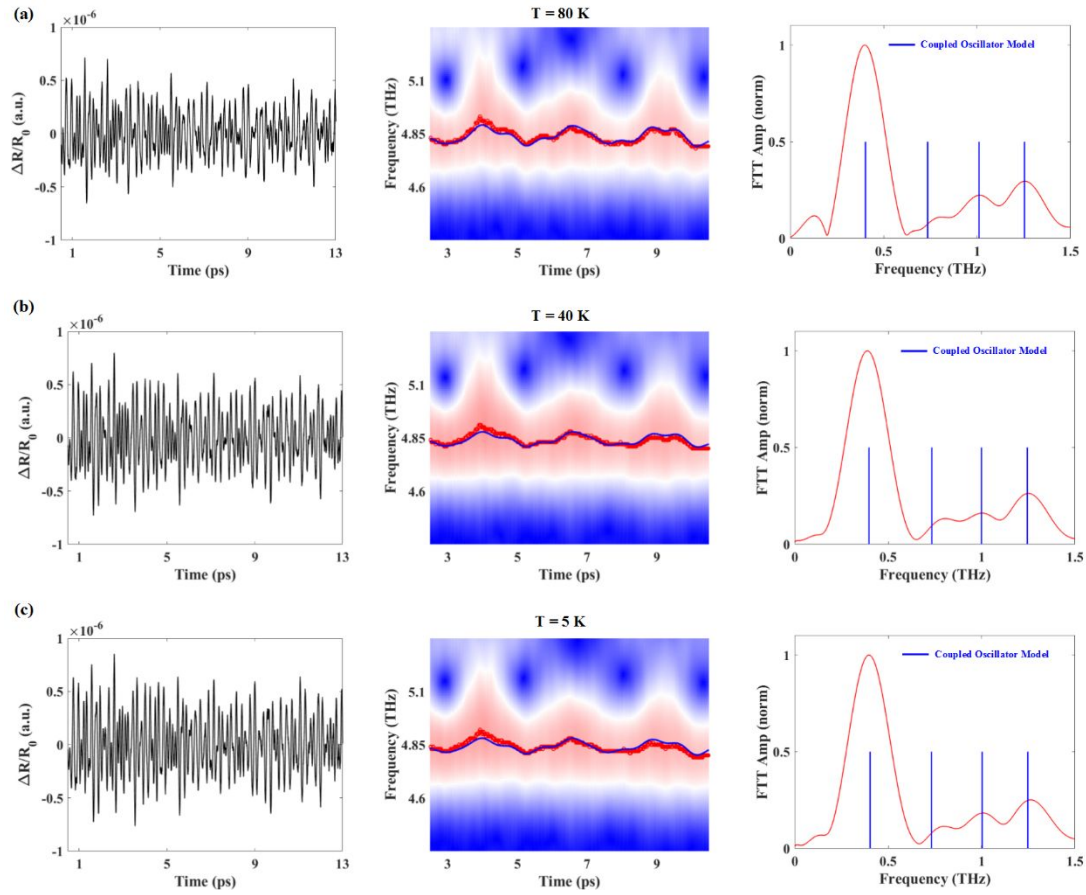 (a)
T = 80 K
×10⁻⁶
1
0.5
0
-0.5
-1
ΔR/R₀ (a.u.)
1 5 9 13
Time (ps)
5.1
4.85
4.6
Frequency (THz)
3 5 7 9
Time (ps)
Coupled Oscillator Model
1
0.5
0
FTT Amp (norm)
0 0.5 1 1.5
Frequency (THz)
(b)
T = 40 K
×10⁻⁶
1
0.5
0
-0.5
-1
ΔR/R₀ (a.u.)
1 5 9 13
Time (ps)
5.1
4.85
4.6
Frequency (THz)
3 5 7 9
Time (ps)
Coupled Oscillator Model
1
0.5
0
FTT Amp (norm)
0 0.5 1 1.5
Frequency (THz)
(c)
T = 5 K
×10⁻⁶
1
0.5
0
-0.5
-1
ΔR/R₀ (a.u.)
1 5 9 13
Time (ps)
5.1
4.85
4.6
Frequency (THz)
3 5 7 9
Time (ps)
Coupled Oscillator Model
1
0.5
0
FTT Amp (norm)
0 0.5 1 1.5
Frequency (THz)